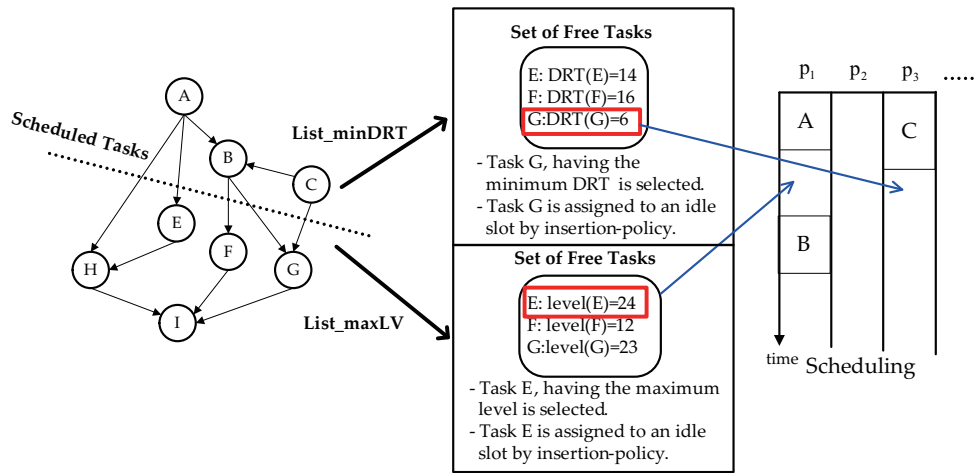 A
B
C
E
F
G
H
I
Scheduled Tasks
List_minDRT
List_maxLV
Set of Free Tasks
E: DRT(E)=14
F: DRT(F)=16
G:DRT(G)=6
- Task G, having the
minimum DRT is selected.
- Task G is assigned to an idle
slot by insertion-policy.
Set of Free Tasks
E: level(E)=24
F: level(F)=12
G:level(G)=23
- Task E, having the maximum
level is selected.
- Task E is assigned to an idle
slot by insertion-policy.
p1 p2 p3 .....
A
C
B
time
Scheduling